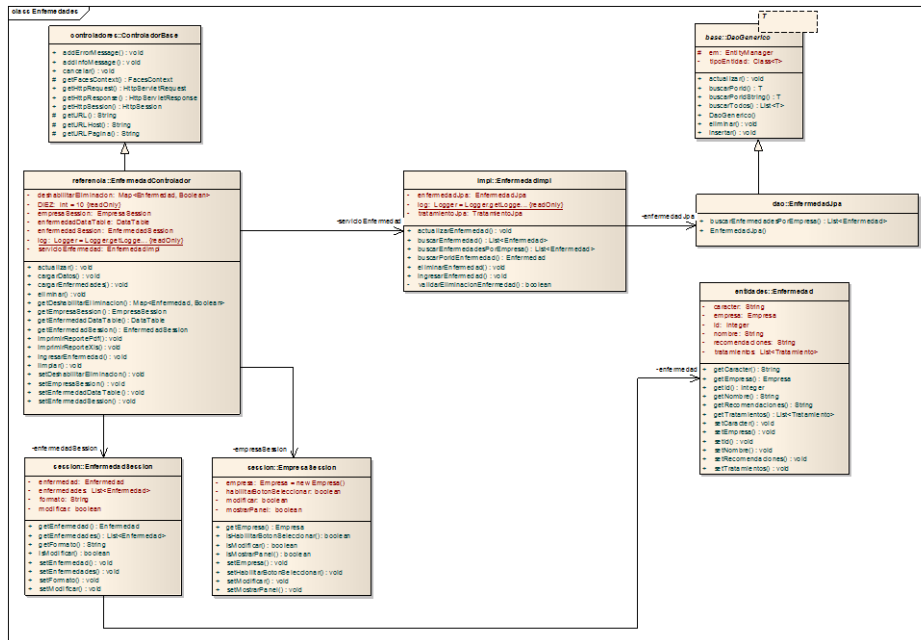 class Enfermedades
controladores::ControladorBase
+ addErrorMessage() : void
+ addInfoMessage() : void
+ cancelar() : void
# getFacesContext() : FacesContext
+ getHttpRequest() : HttpServletRequest
+ getHttpResponse() : HttpServletResponse
+ getHttpSession() : HttpSession
# getURL() : String
# getURLHost() : String
# getURLPagina() : String
T
base::DaoGenerico
# em: EntityManager
- tipoEntidad: Class<T>
+ actualizar() : void
+ buscarPorId() : T
+ buscarPorIdString() : T
+ buscarTodos() : List<T>
+ DaoGenerico()
+ eliminar() : void
+ insertar() : void
referencia::EnfermedadControlador
- deshabilitarEliminacion: Map<Enfermedad, Boolean>
- DIEZ: int = 10 {readOnly}
- empresaSession: EmpresaSession
- enfermedadDataTable: DataTable
- enfermedadSession: EnfermedadSession
- log: Logger = Logger.getLogge... {readOnly}
- servicioEnfermedad: EnfermedadImpl
+ actualizar() : void
+ cargarDatos() : void
+ cargarEnfermedades() : void
+ eliminar() : void
+ getDeshabilitarEliminacion() : Map<Enfermedad, Boolean>
+ getEmpresaSession() : EmpresaSession
+ getEnfermedadDataTable() : DataTable
+ getEnfermedadSession() : EnfermedadSession
+ imprimirReportePdf() : void
+ imprimirReporteXls() : void
+ ingresarEnfermedad() : void
+ limpiar() : void
+ setDeshabilitarEliminacion() : void
+ setEmpresaSession() : void
+ setEnfermedadDataTable() : void
+ setEnfermedadSession() : void
-servicioEnfermedad
impl::EnfermedadImpl
- enfermedadJpa: EnfermedadJpa
- log: Logger = Logger.getLogge... {readOnly}
- tratamientoJpa: TratamientoJpa
+ actualizarEnfermedad() : void
+ buscarEnfermedad() : List<Enfermedad>
+ buscarEnfermedadesPorEmpresa() : List<Enfermedad>
+ buscarPorIdEnfermedad() : Enfermedad
+ eliminarEnfermedad() : void
+ ingresarEnfermedad() : void
- validarEliminacionEnfermedad() : boolean
-enfermedadJpa
dao::EnfermedadJpa
+ buscarEnfermedadesPorEmpresa() : List<Enfermedad>
+ EnfermedadJpa()
entidades::Enfermedad
- caracter: String
- empresa: Empresa
- id: Integer
- nombre: String
- recomendaciones: String
- tratamientos: List<Tratamiento>
+ getCaracter() : String
+ getEmpresa() : Empresa
+ getId() : Integer
+ getNombre() : String
+ getRecomendaciones() : String
+ getTratamientos() : List<Tratamiento>
+ setCaracter() : void
+ setEmpresa() : void
+ setId() : void
+ setNombre() : void
+ setRecomendaciones() : void
+ setTratamientos() : void
-enfermedad
-enfermedadSession
-empresaSession
session::EnfermedadSession
- enfermedad: Enfermedad
- enfermedades: List<Enfermedad>
- formato: String
- modificar: boolean
+ getEnfermedad() : Enfermedad
+ getEnfermedades() : List<Enfermedad>
+ getFormato() : String
+ isModificar() : boolean
+ setEnfermedad() : void
+ setEnfermedades() : void
+ setFormato() : void
+ setModificar() : void
session::EmpresaSession
- empresa: Empresa = new Empresa()
- habilitarBotonSeleccionar: boolean
- modificar: boolean
- mostrarPanel: boolean
+ getEmpresa() : Empresa
+ isHabilitarBotonSeleccionar() : boolean
+ isModificar() : boolean
+ isMostrarPanel() : boolean
+ setEmpresa() : void
+ setHabilitarBotonSeleccionar() : void
+ setModificar() : void
+ setMostrarPanel() : void